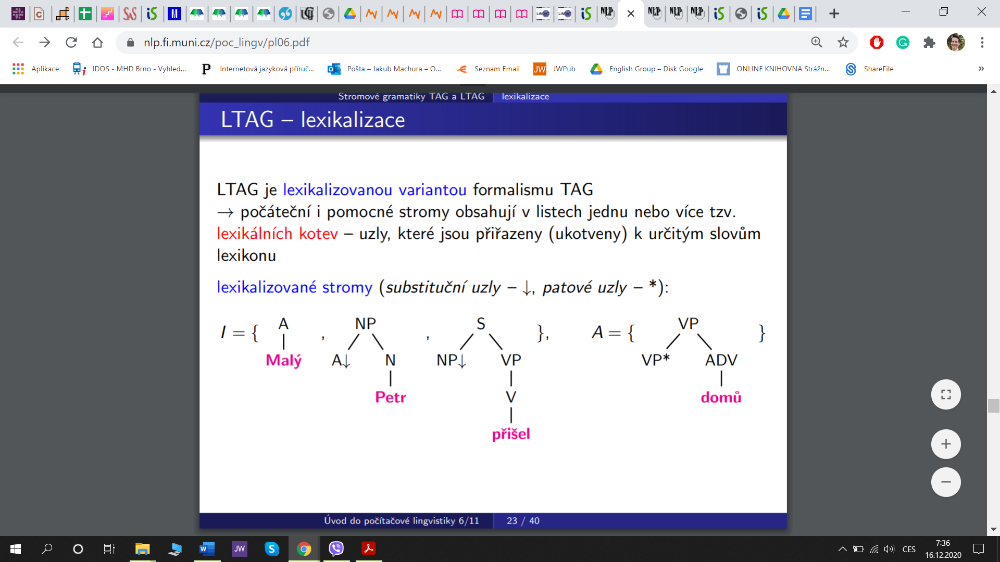 nlp.fi.muni.cz/poc_lingv/pl06.pdf
Aplikace IDOS - MHD Brno - Vyhled... Internetová jazyková příruč... Pošta – Jakub Machura – O... Seznam Email JWPub English Group – Disk Google ONLINE KNIHOVNA Strážn... ShareFile »
Stromové gramatiky TAG a LTAG lexikalizace
LTAG – lexikalizace
LTAG je lexikalizovanou variantou formalismu TAG
→ počáteční i pomocné stromy obsahují v listech jednu nebo více tzv.
lexikálních kotev – uzly, které jsou přiřazeny (ukotveny) k určitým slovům
lexikonu
lexikalizované stromy (substituční uzly – ↓, patové uzly – *):
I = { A , NP , S }, A = { VP }
Malý A↓ N NP↓ VP VP* ADV
Petr V domů
přišel
Úvod do počítačové lingvistiky 6/11 23 / 40
CES 7:36
16.12.2020